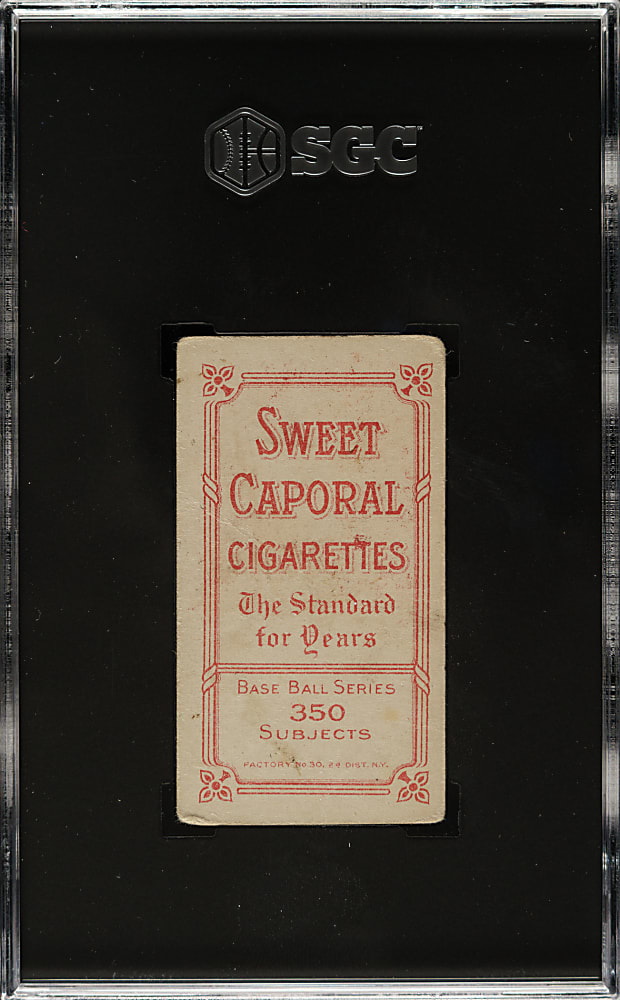 SGC
SWEET
CAPORAL
CIGARETTES
The Standard
for Years
BASE BALL SERIES
350
SUBJECTS
FACTORY No 30, 2d DIST. N.Y.